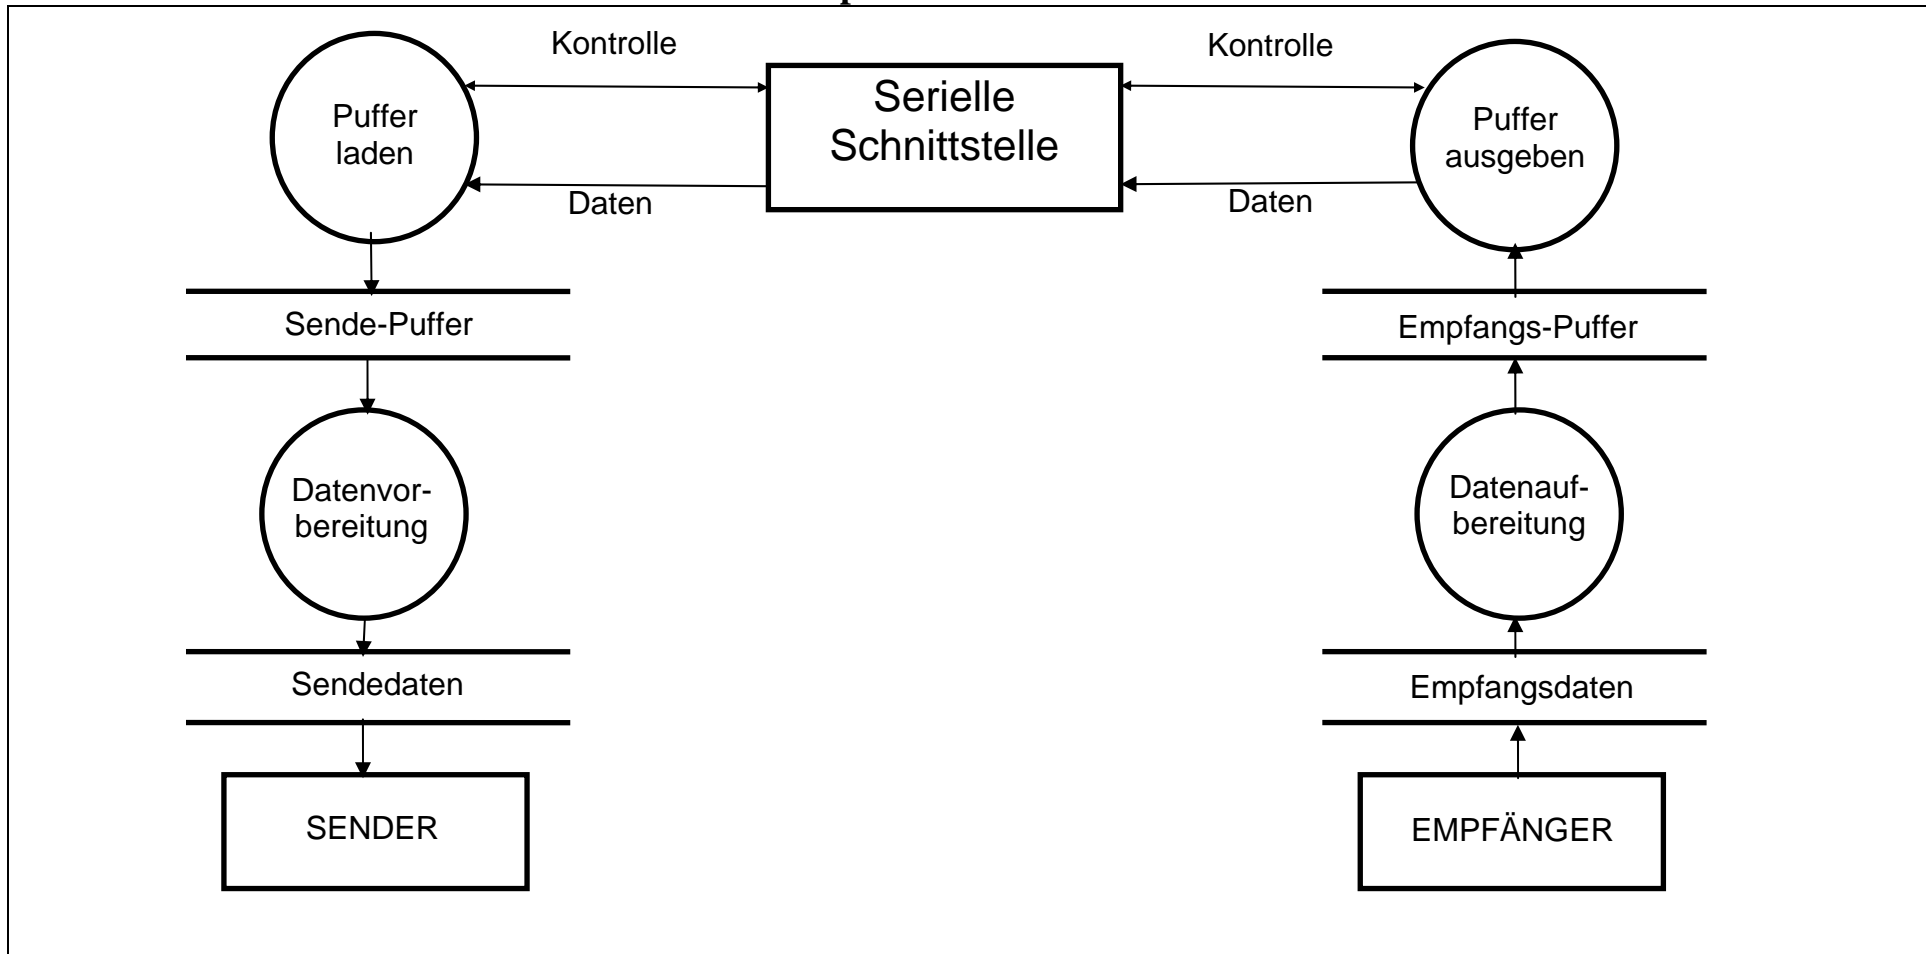 Kontrolle
Kontrolle
Serielle
Schnittstelle
Puffer
laden
Puffer
ausgeben
Daten
Daten
Sende-Puffer
Empfangs-Puffer
Datenvor-
bereitung
Datenauf-
bereitung
Sendedaten
Empfangsdaten
SENDER
EMPFÄNGER